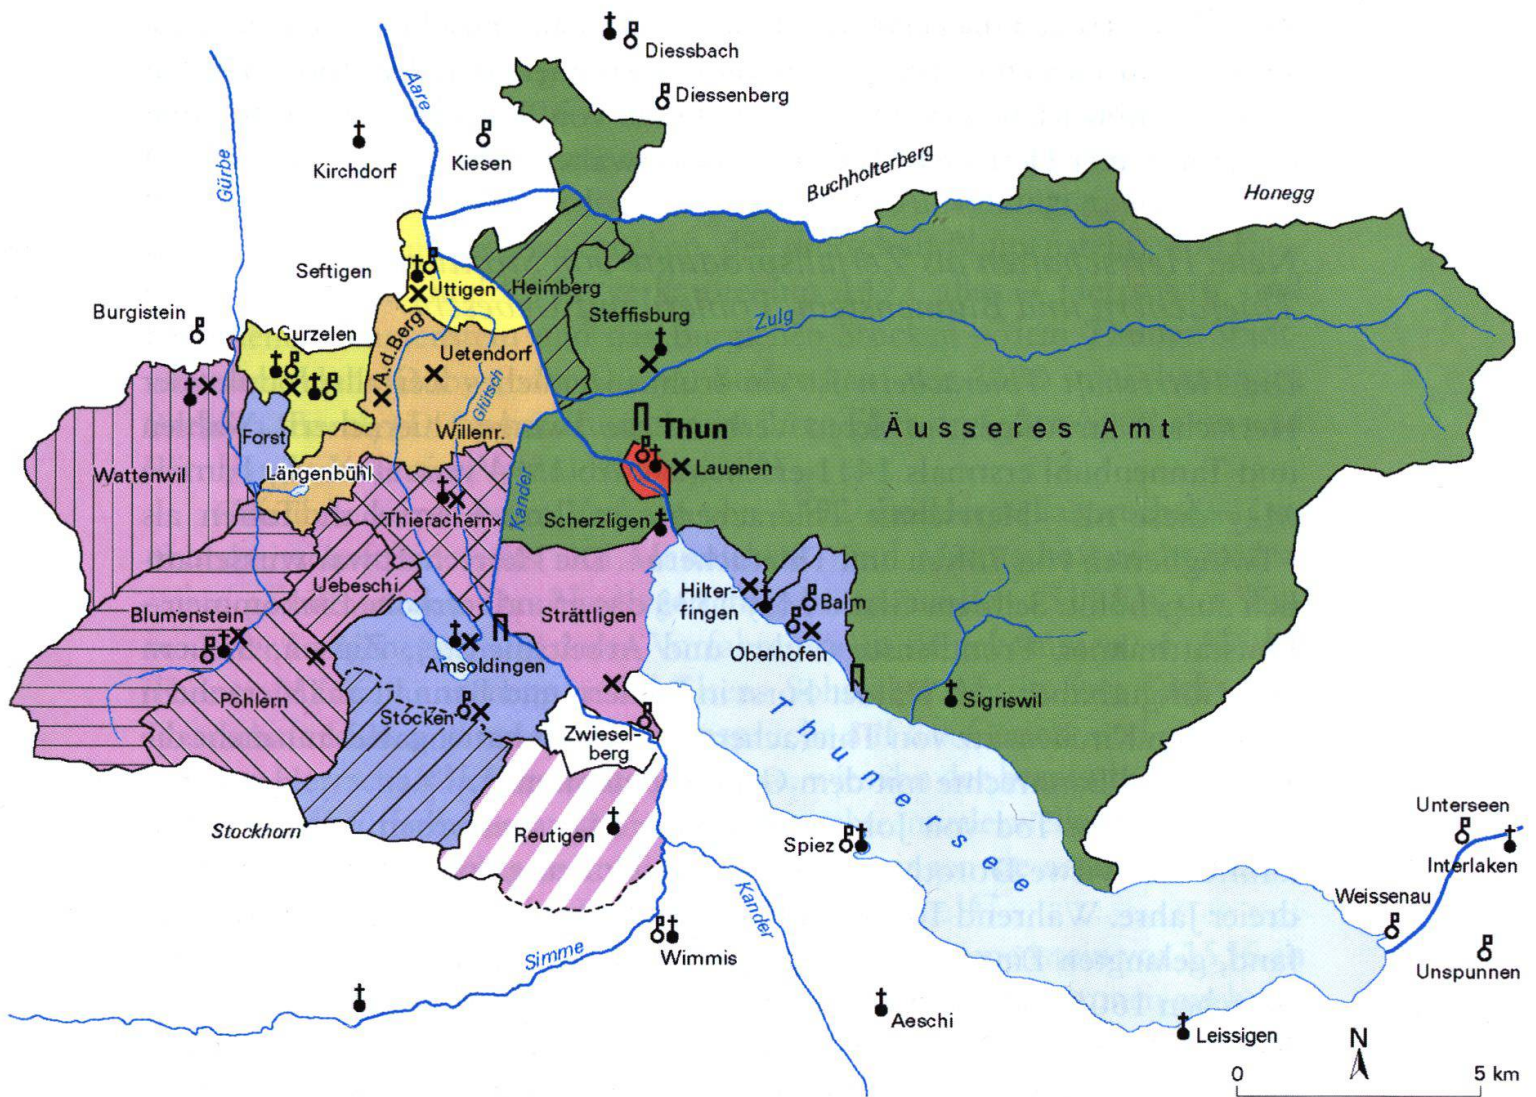 Diessbach
Diessenberg
Aare
Kirchdorf
Kiesen
Gürbe
Buchholterberg
Honegg
Seftigen
Uttigen
Heimberg
Burgistein
Gurzelen
A.d.Berg
Uetendorf
Steffisburg
Zulg
Glütsch
Forst
Willenr.
Thun
Äusseres Amt
Wattenwil
Längenbühl
Lauenen
Thierachern
Kander
Scherzligen
Uebeschi
Blumenstein
Strättligen
Hilter-
fingen
Balm
Amsoldingen
Oberhofen
Pohlern
Stocken
Zwiesel-
berg
Sigriswil
Thunersee
Stockhorn
Reutigen
Spiez
Unterseen
Interlaken
Weissenau
Kander
Simme
Wimmis
Unspunnen
Aeschi
Leissigen
N
0 5 km